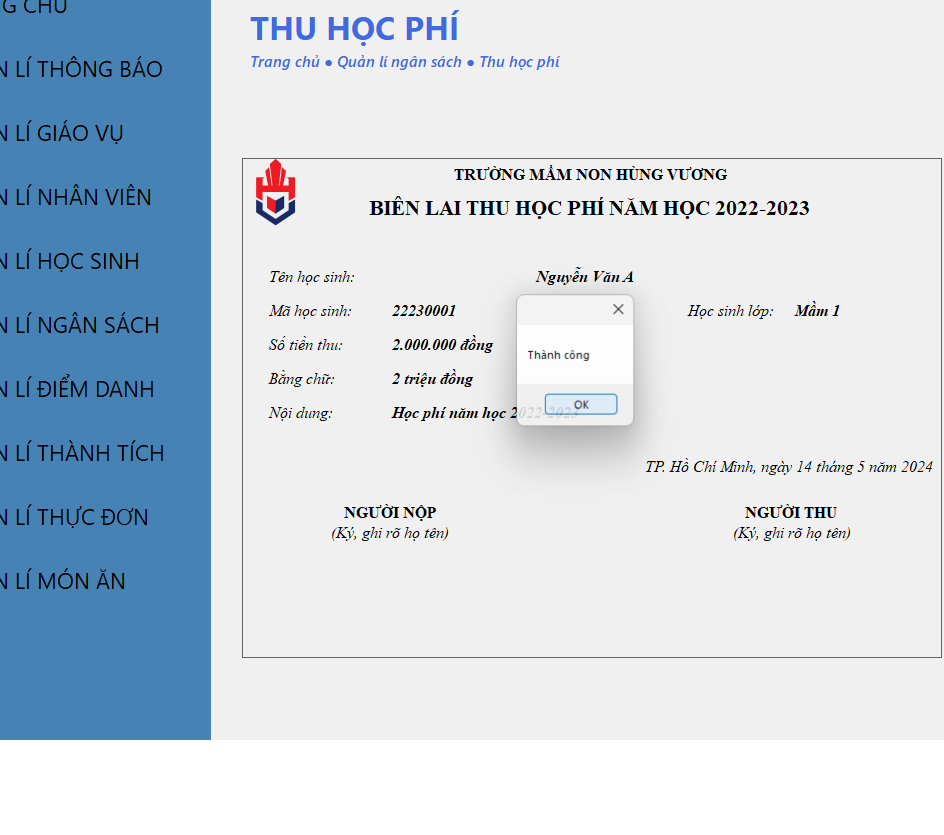 G CHỦ
N LÍ THÔNG BÁO
N LÍ GIÁO VỤ
N LÍ NHÂN VIÊN
N LÍ HỌC SINH
N LÍ NGÂN SÁCH
N LÍ ĐIỂM DANH
N LÍ THÀNH TÍCH
N LÍ THỰC ĐƠN
N LÍ MÓN ĂN
THU HỌC PHÍ
Trang chủ ● Quản lí ngân sách ● Thu học phí
TRƯỜNG MẦM NON HÙNG VƯƠNG
BIÊN LAI THU HỌC PHÍ NĂM HỌC 2022-2023
Tên học sinh: Nguyễn Văn A
Mã học sinh: 22230001 Học sinh lớp: Mầm 1
Số tiền thu: 2.000.000 đồng
Bằng chữ: 2 triệu đồng
Nội dung: Học phí năm học 2022-2023
Thành công
OK
TP. Hồ Chí Minh, ngày 14 tháng 5 năm 2024
NGƯỜI NỘP
(Ký, ghi rõ họ tên)
NGƯỜI THU
(Ký, ghi rõ họ tên)